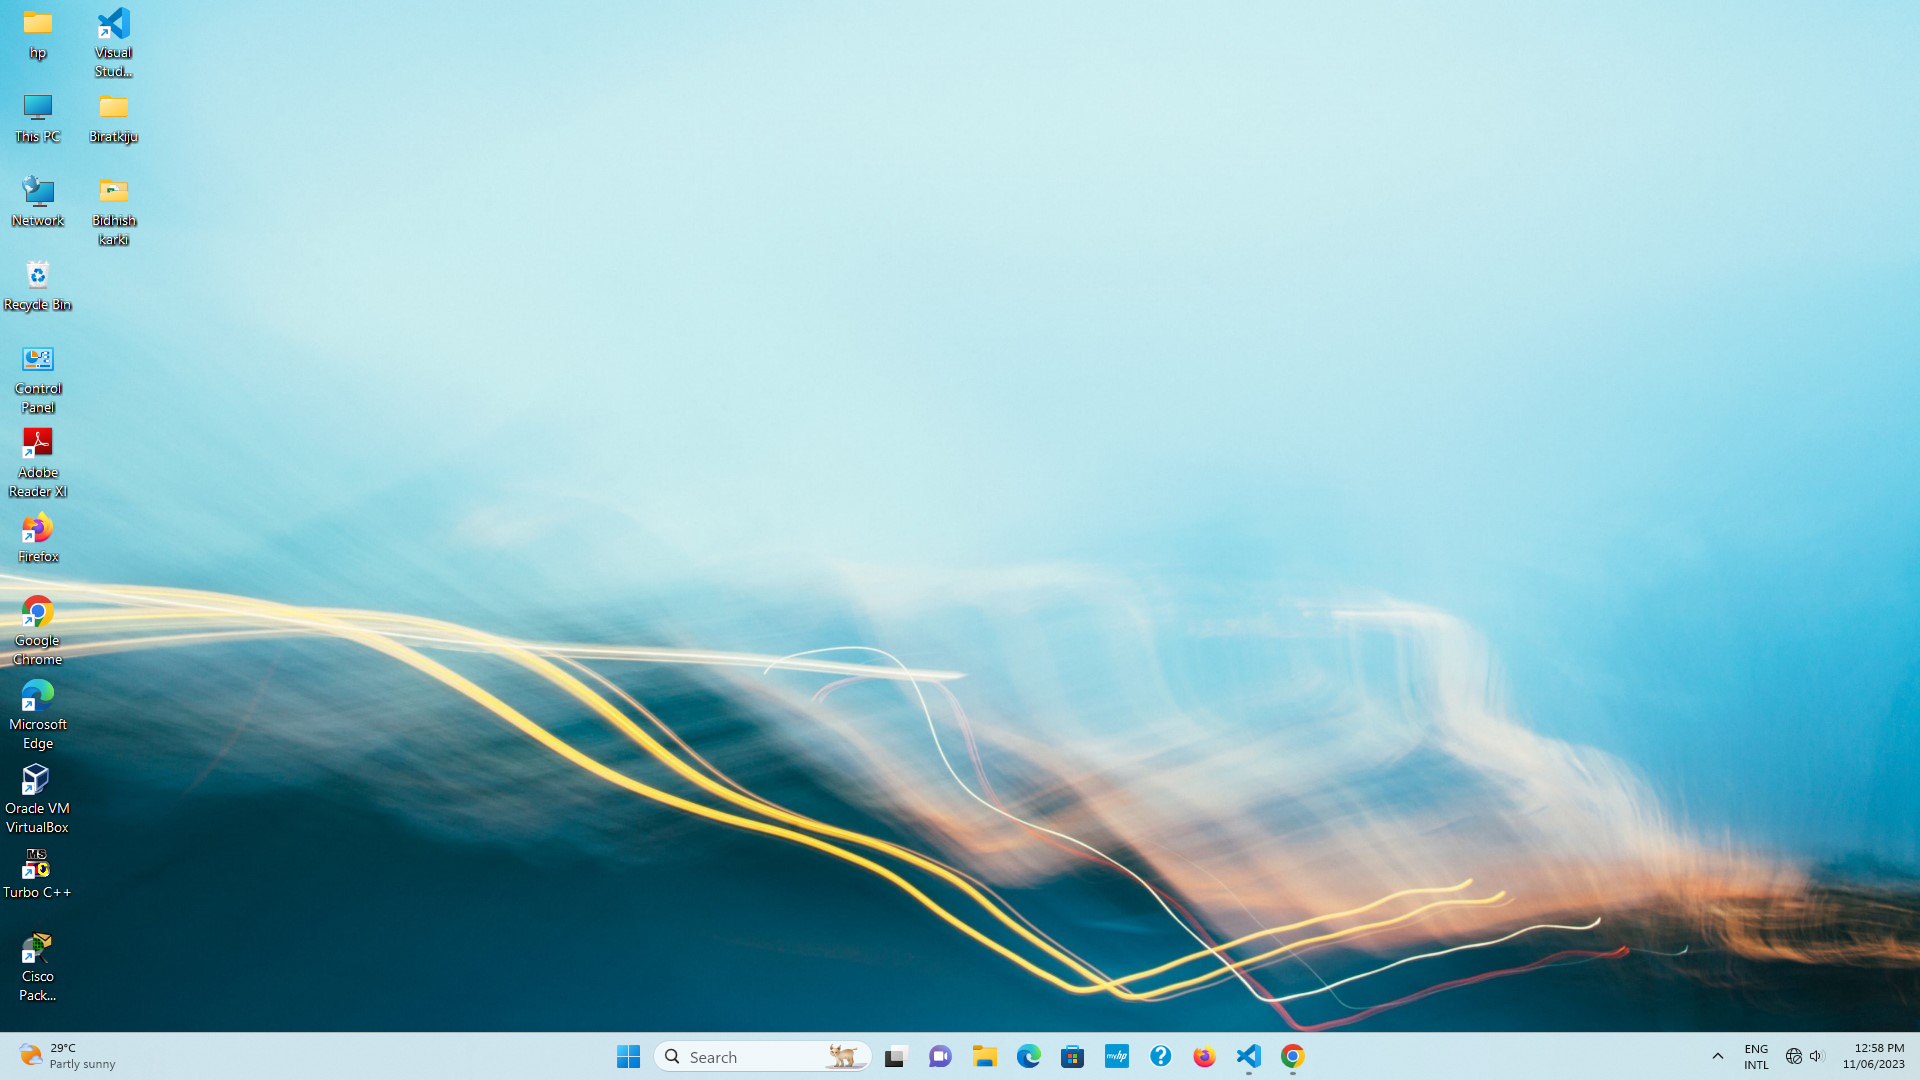 hp
This PC
Network
Recycle Bin
Control
Panel
Adobe
Reader XI
Firefox
Google
Chrome
Microsoft
Edge
Oracle VM
VirtualBox
MS
Turbo C++
Cisco
Pack...
Visual
Stud...
Biratkiju
Bidhish
karki
29°C
Partly sunny
Search
myhp
ENG
INTL
12:58 PM
11/06/2023